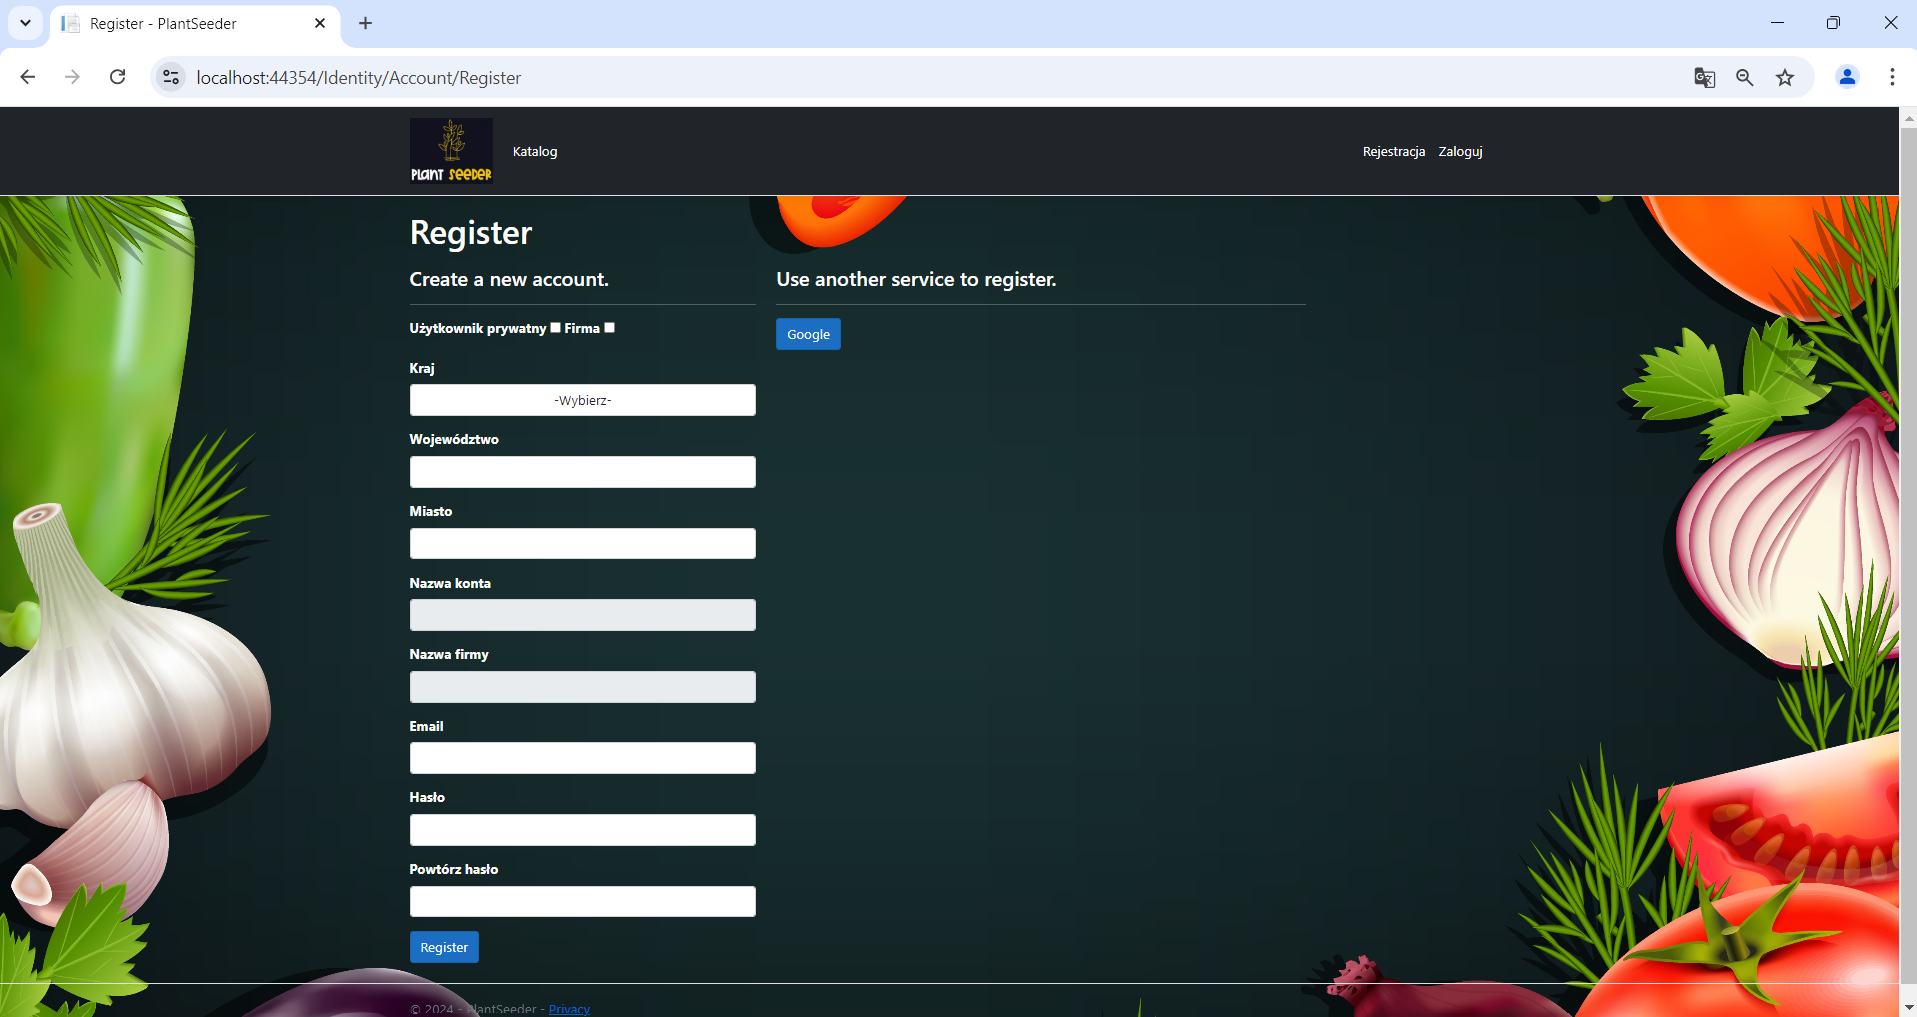 Register - PlantSeeder
localhost:44354/Identity/Account/Register
PLANT SEEDER
Katalog
Rejestracja Zaloguj
Register
Create a new account.
Use another service to register.
Użytkownik prywatny Firma
Google
Kraj
-Wybierz-
Województwo
Miasto
Nazwa konta
Nazwa firmy
Email
Hasło
Powtórz hasło
Register
© 2024 - PlantSeeder - Privacy